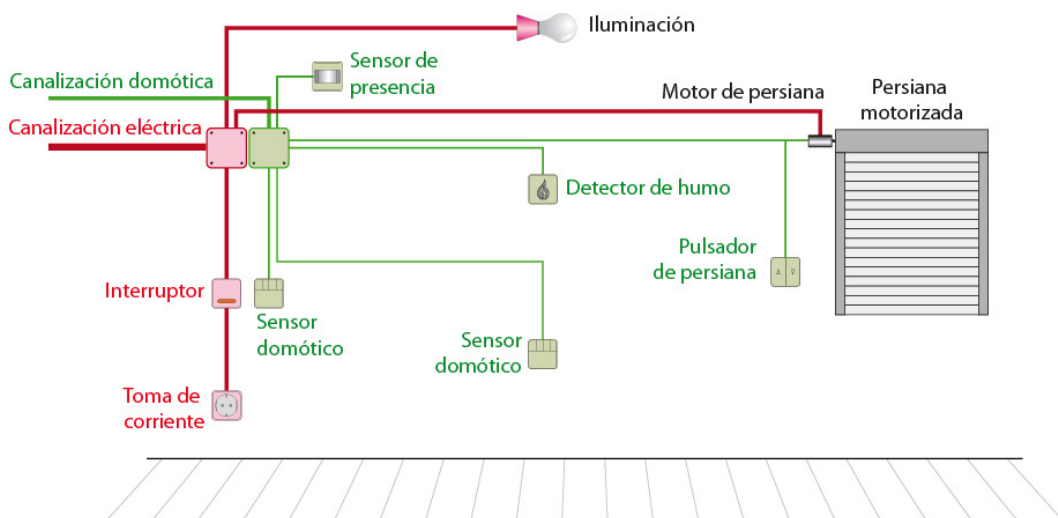 Iluminación
Sensor de
presencia
Canalización domótica
Motor de persiana
Persiana
motorizada
Canalización eléctrica
Detector de humo
Pulsador
de persiana
Interruptor
Sensor
domótico
Sensor
domótico
Toma de
corriente